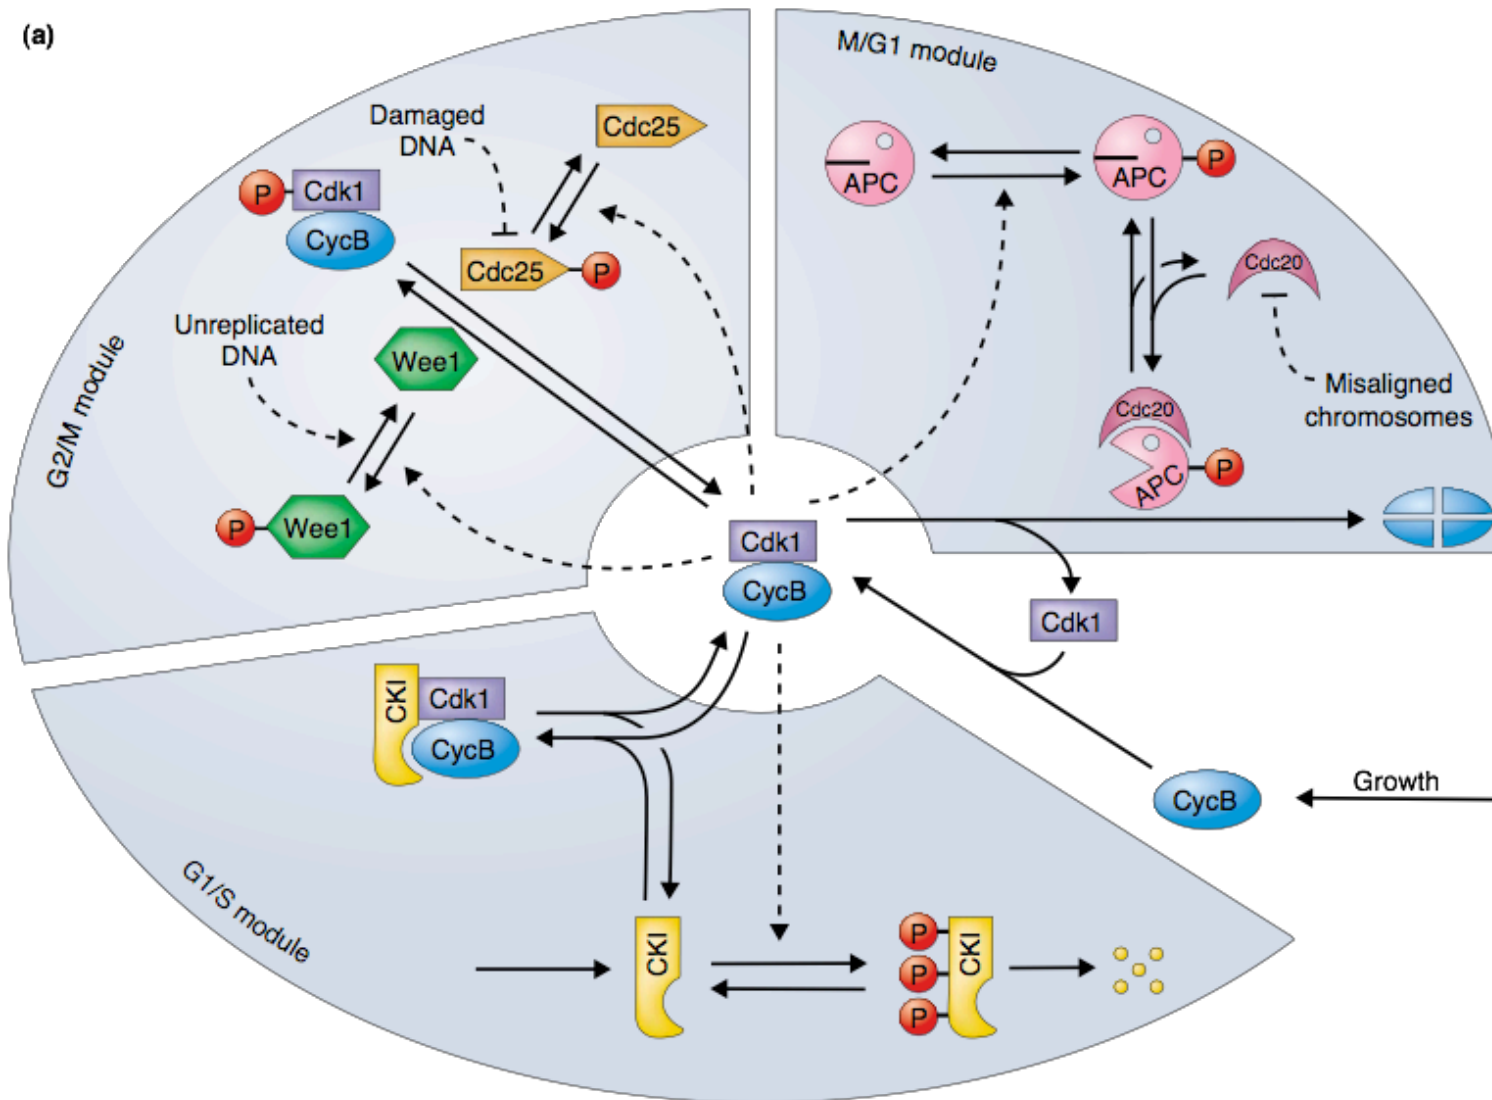 (a)
M/G1 module
Damaged
DNA
Cdc25
P
Cdk1
CycB
Cdc25
P
Unreplicated
DNA
Wee1
G2/M module
P
Wee1
APC
APC
P
Cdc20
Misaligned
chromosomes
Cdc20
APC
P
Cdk1
CycB
Cdk1
CycB
Growth
CKI
Cdk1
CycB
G1/S module
CKI
P
P
P
CKI